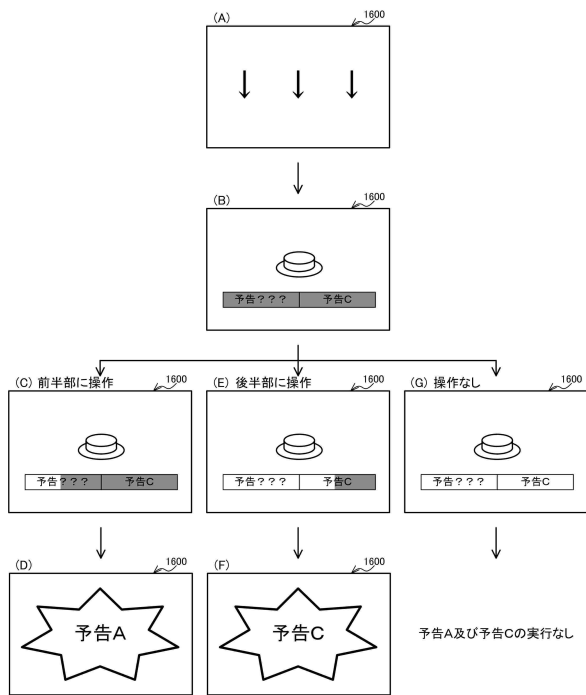 (A)
1600
(B)
1600
予告???
予告C
(C) 前半部に操作
1600
予告???
予告C
(E) 後半部に操作
1600
予告???
予告C
(G) 操作なし
1600
予告???
予告C
(D)
1600
予告A
(F)
1600
予告C
予告A及び予告Cの実行なし